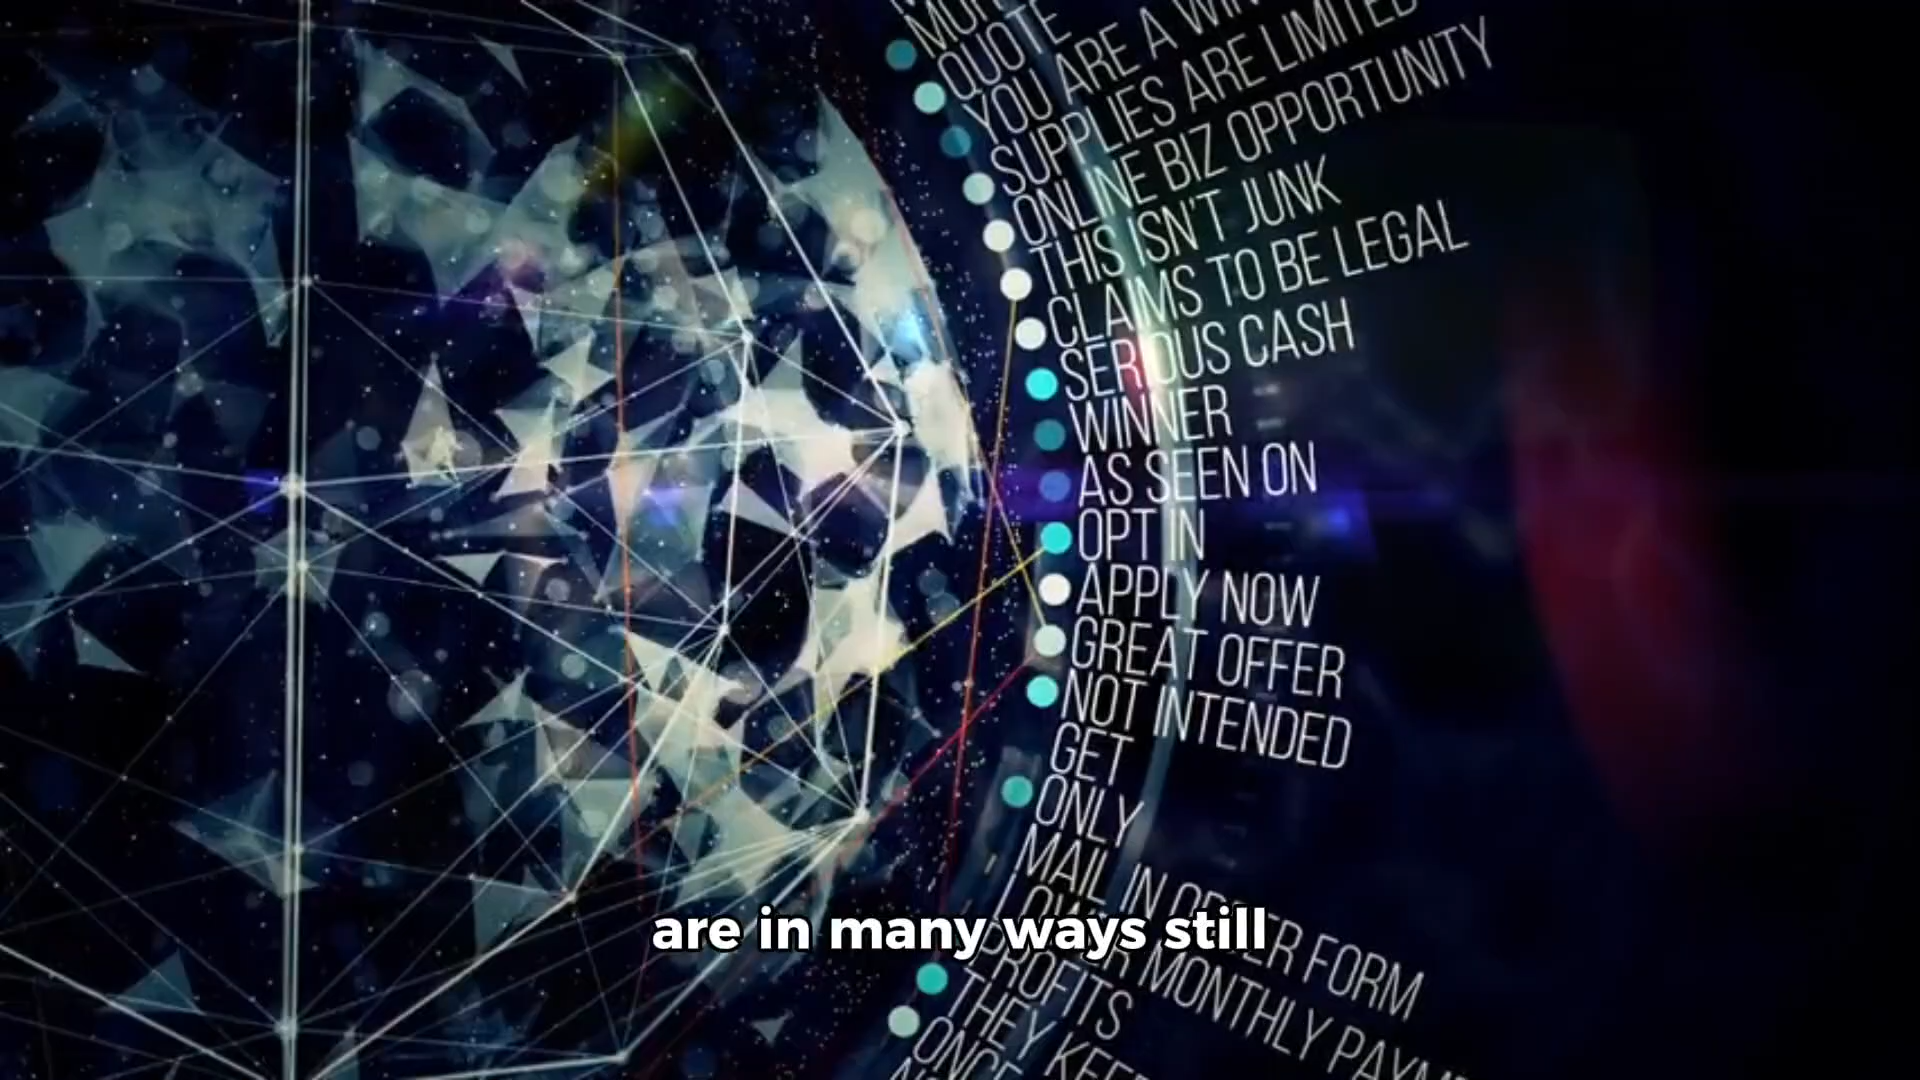 QUOTE
YOU ARE A
SUPPLIES ARE LIMITED
ONLINE BIZ OPPORTUNITY
THIS ISN'T JUNK
CLAIMS TO BE LEGAL
SERIOUS CASH
WINNER
AS SEEN ON
OPT IN
APPLY NOW
GREAT OFFER
NOT INTENDED
GET
ONLY
MAIL IN ORDER FORM
are in many ways still
LOWER MONTHLY
PROFITS
THEY
ONCE